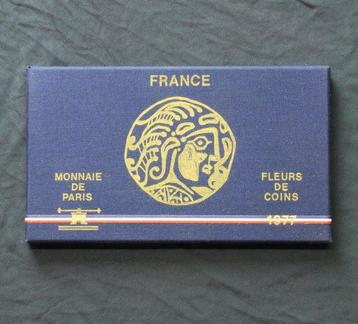 FRANCE
MONNAIE
DE
PARIS
FLEURS
DE
COINS
1977